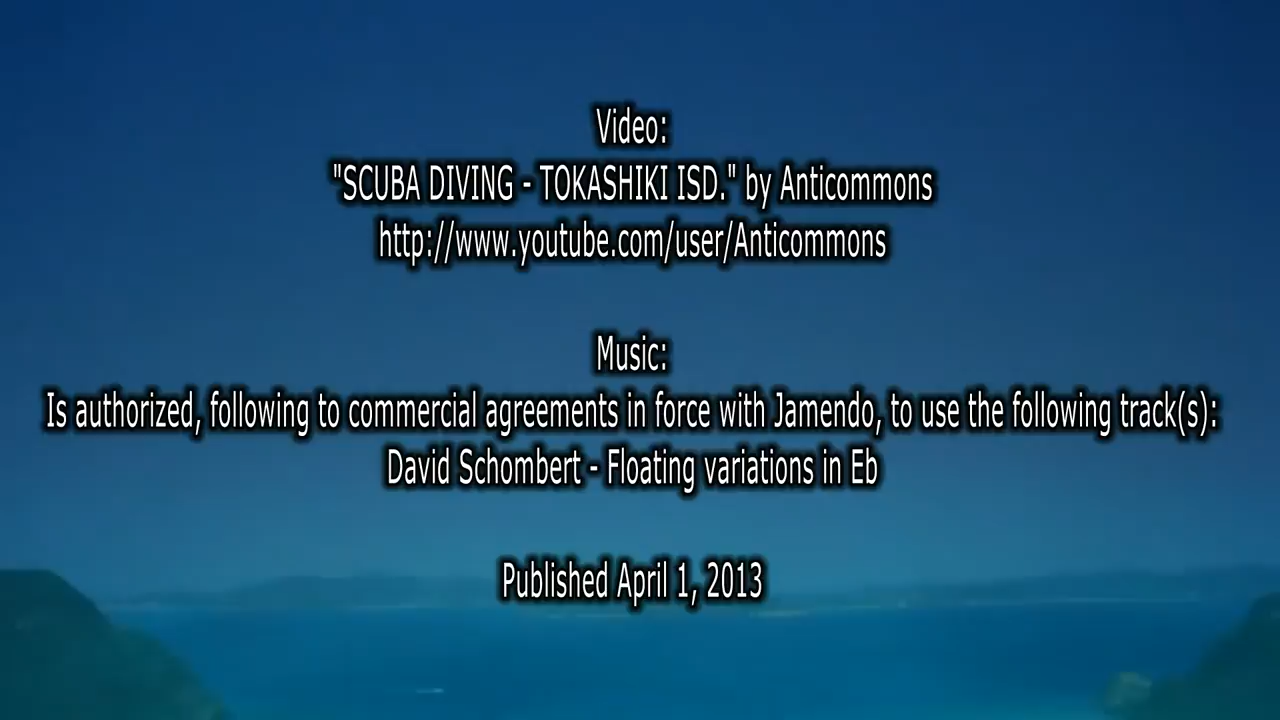 Video:
"SCUBA DIVING - TOKASHIKI ISD." by Anticommons
http://www.youtube.com/user/Anticommons
Music:
Is authorized, following to commercial agreements in force with Jamendo, to use the following track(s):
David Schombert - Floating variations in Eb
Published April 1, 2013